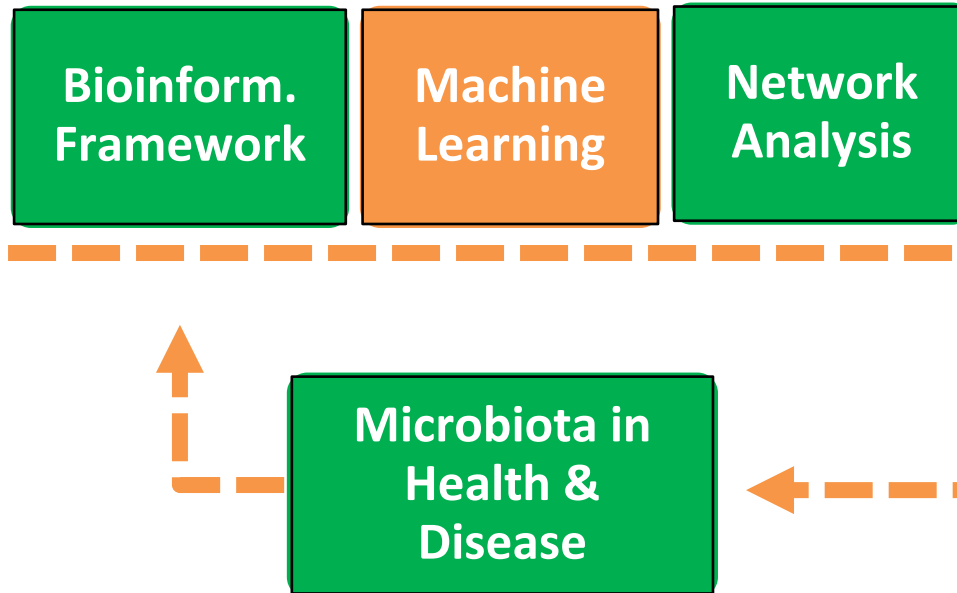 Bioinform.
Framework
Machine
Learning
Network
Analysis
Microbiota in
Health &
Disease